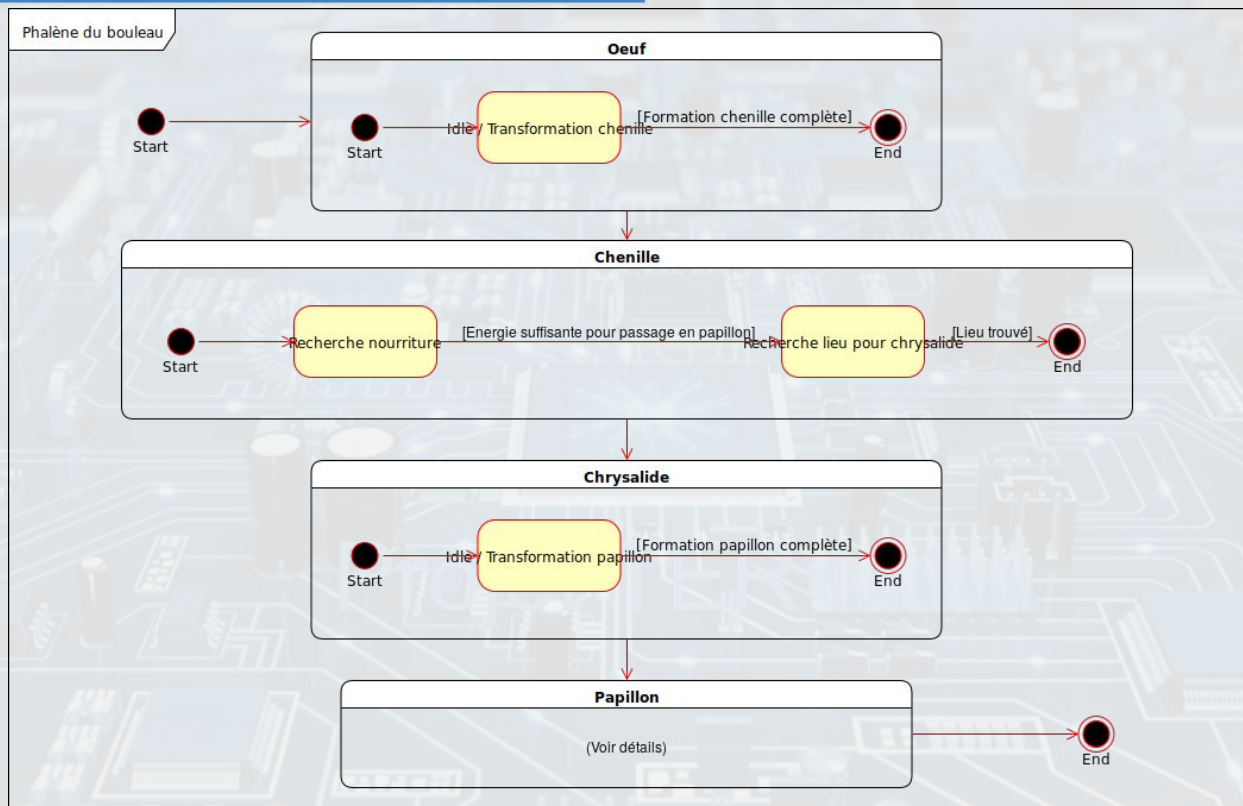 Phalène du bouleau
Oeuf
Start
Start
Idle / Transformation chenille
[Formation chenille complète]
End
Chenille
Start
Recherche nourriture
[Energie suffisante pour passage en papillon]
Recherche lieu pour chrysalide
[Lieu trouvé]
End
Chrysalide
Start
Idle / Transformation papillon
[Formation papillon complète]
End
Papillon
(Voir détails)
End